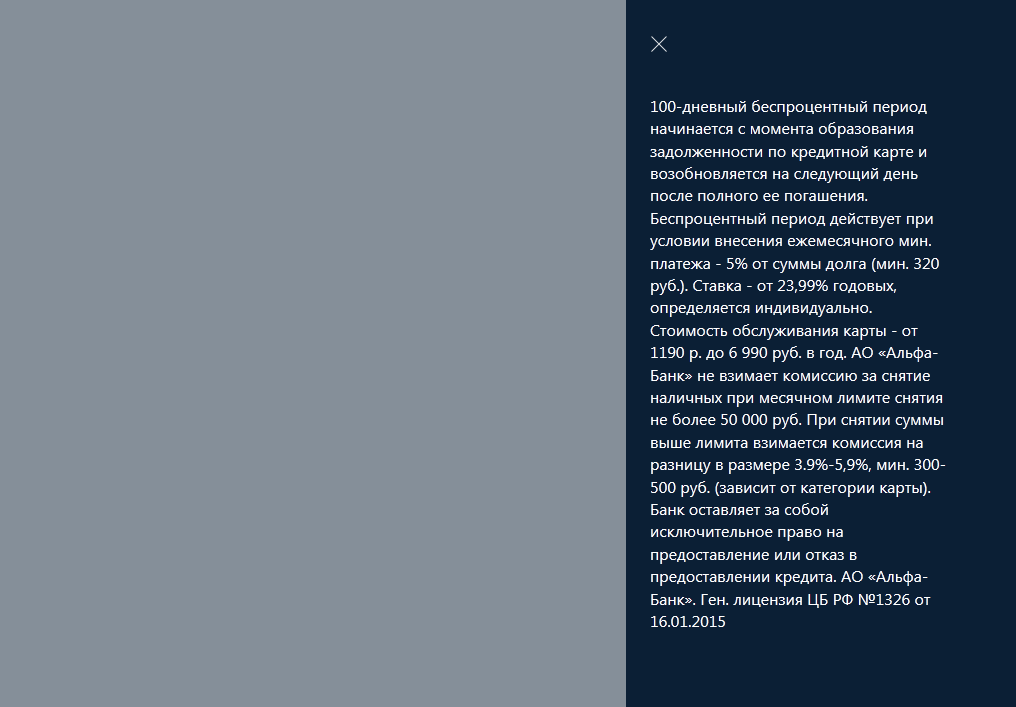 100-дневный беспроцентный период
начинается с момента образования
задолженности по кредитной карте и
возобновляется на следующий день
после полного ее погашения.
Беспроцентный период действует при
условии внесения ежемесячного мин.
платежа - 5% от суммы долга (мин. 320
руб.). Ставка - от 23,99% годовых,
определяется индивидуально.
Стоимость обслуживания карты - от
1190 р. до 6 990 руб. в год. АО «Альфа-
Банк» не взимает комиссию за снятие
наличных при месячном лимите снятия
не более 50 000 руб. При снятии суммы
выше лимита взимается комиссия на
разницу в размере 3.9%-5,9%, мин. 300-
500 руб. (зависит от категории карты).
Банк оставляет за собой
исключительное право на
предоставление или отказ в
предоставлении кредита. АО «Альфа-
Банк». Ген. лицензия ЦБ РФ №1326 от
16.01.2015